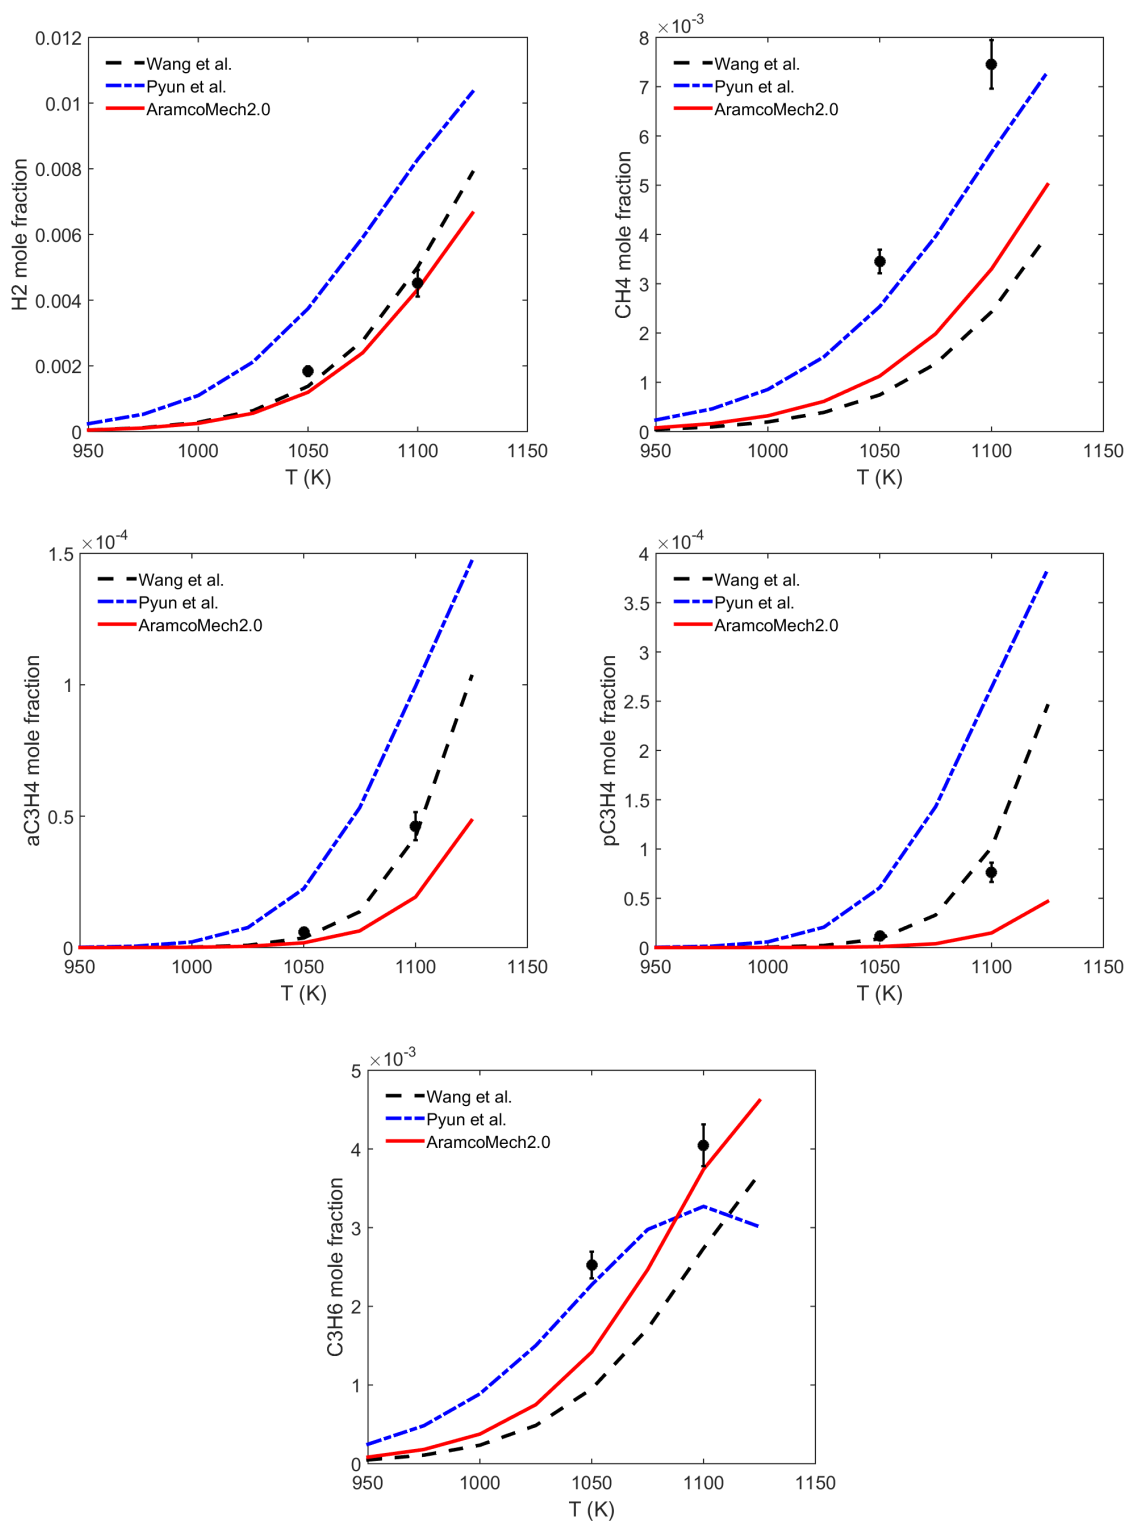 0.012
0.01
0.008
0.006
0.004
0.002
0
H2 mole fraction
Wang et al.
Pyun et al.
AramcoMech2.0
950
1000
1050
1100
1150
T (K)
×10-3
8
7
6
5
4
3
2
1
0
CH4 mole fraction
Wang et al.
Pyun et al.
AramcoMech2.0
950
1000
1050
1100
1150
T (K)
×10-4
1.5
1
0.5
0
aC3H4 mole fraction
Wang et al.
Pyun et al.
AramcoMech2.0
950
1000
1050
1100
1150
T (K)
×10-4
4
3.5
3
2.5
2
1.5
1
0.5
0
pC3H4 mole fraction
Wang et al.
Pyun et al.
AramcoMech2.0
950
1000
1050
1100
1150
T (K)
×10-3
5
4
3
2
1
0
C3H6 mole fraction
Wang et al.
Pyun et al.
AramcoMech2.0
950
1000
1050
1100
1150
T (K)